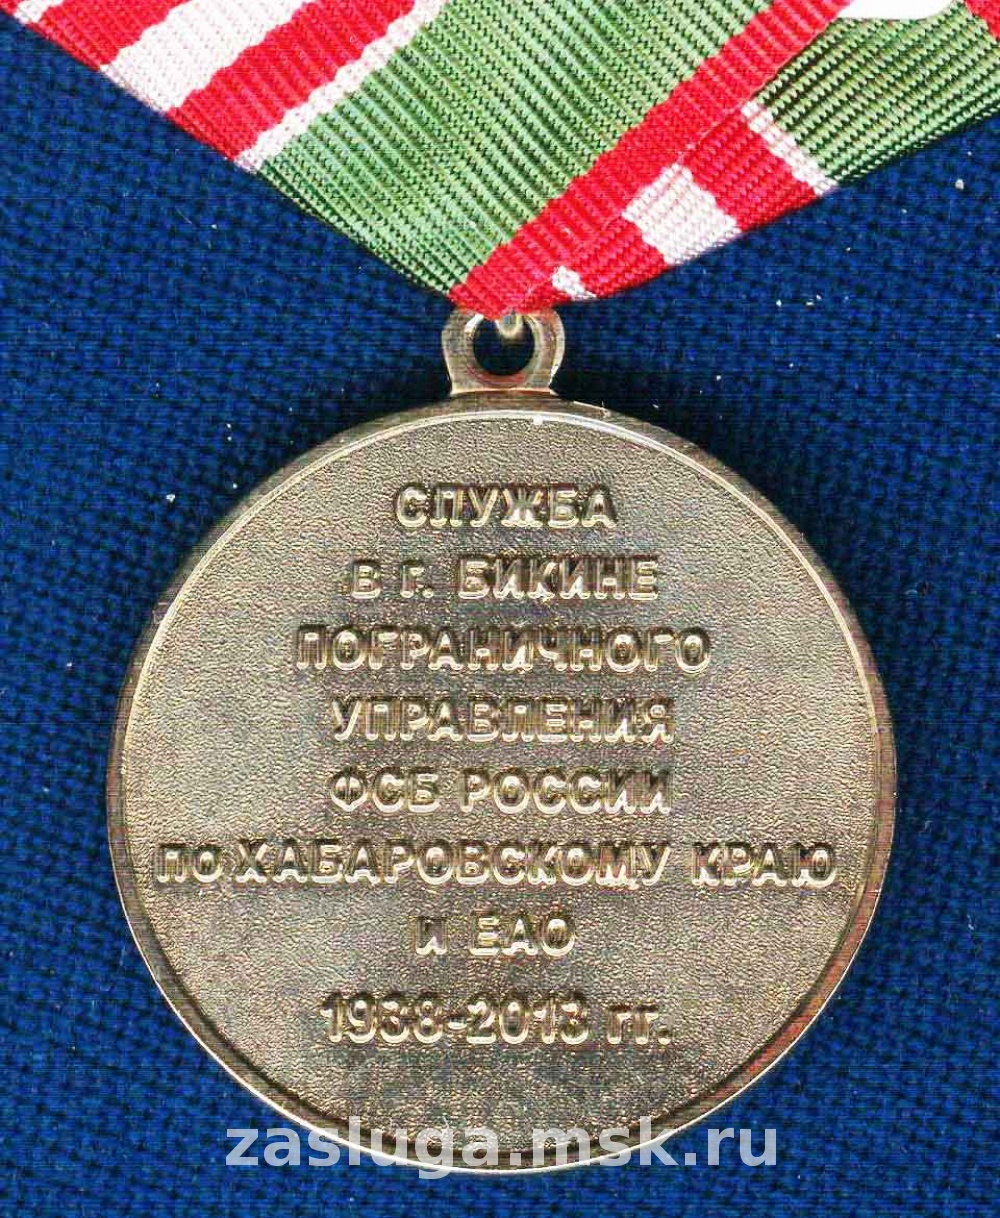 СЛУЖБА
В Г. БИКИНЕ
ПОГРАНИЧНОГО
УПРАВЛЕНИЯ
ФСБ РОССИИ
по ХАБАРОВСКОМУ КРАЮ
И ЕАО
1938-2013 гг.
zasluga.msk.ru